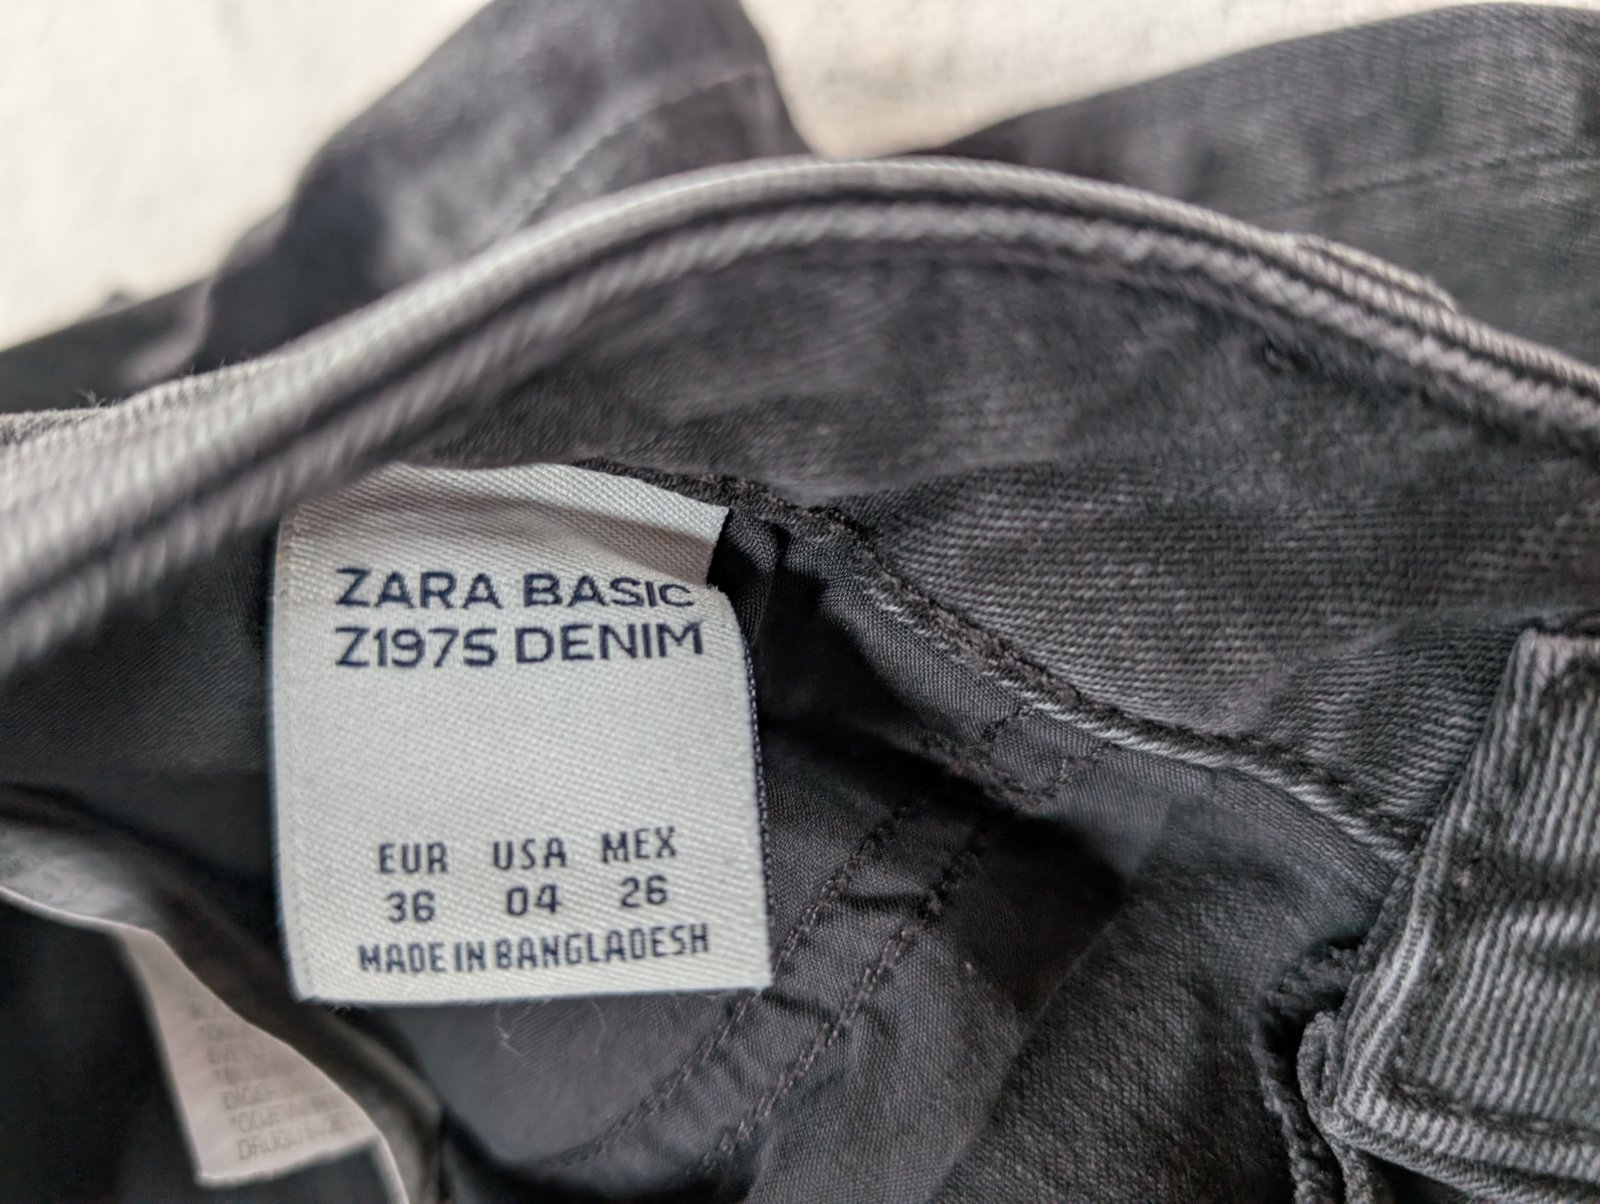 ZARA BASIC
Z1975 DENIM
EUR USA MEX
36 04 26
MADE IN BANGLADESH